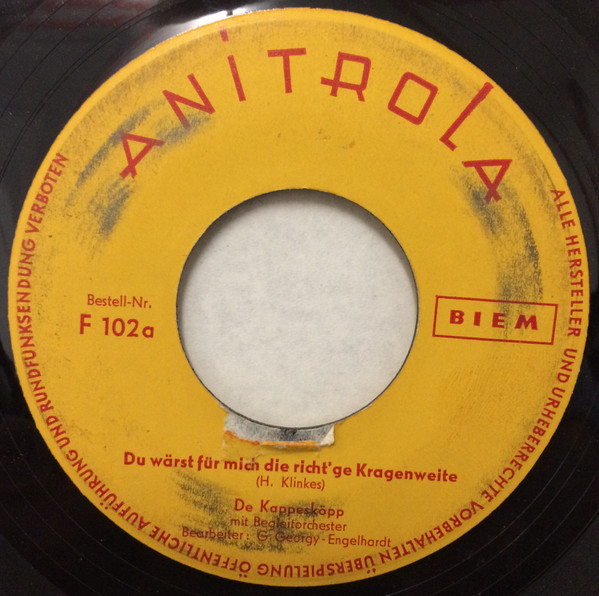 ANiTROLA
Bestell-Nr.
F 102a
BIEM
Du wärst für mich die richt'ge Kragenweite
(H. Klinkes)
De Kappesköpp
mit Begleitorchester
Bearbeiter: G. Georgy-Engelhardt
ALLE HERSTELLER UND URHEBERRECHTE VORBEHALTEN ÜBERSPIELUNG ÖFFENTLICHE AUFFÜHRUNG UND RUNDFUNKSENDUNG VERBOTEN